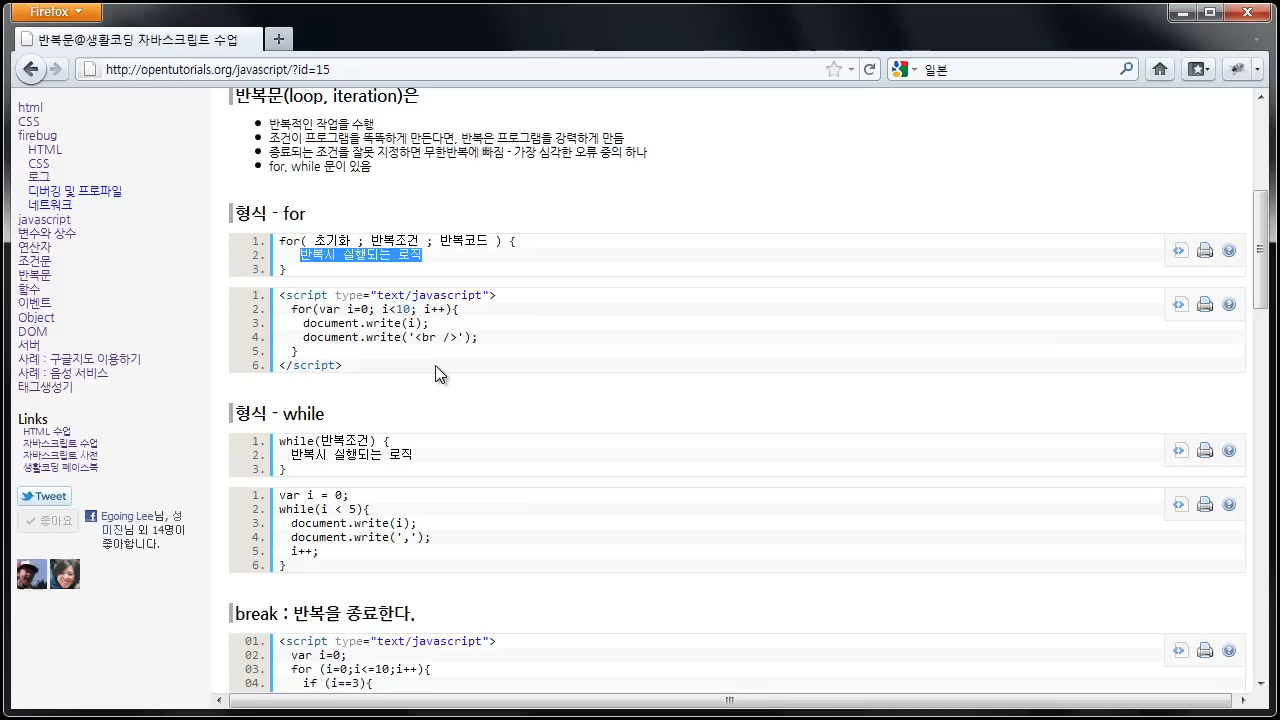 Firefox
반복문@생활코딩 자바스크립트 수업
http://opentutorials.org/javascript/?id=15
일본
html
CSS
firebug
HTML
CSS
로그
디버깅 및 프로파일
네트워크
javascript
변수와 상수
연산자
조건문
반복문
함수
이벤트
Object
DOM
서버
사례 : 구글지도 이용하기
사례 : 음성 서비스
태그생성기
Links
HTML 수업
자바스크립트 수업
자바스크립트 사전
생활코딩 페이스북
Tweet
좋아요
Egoing Lee님, 성
미진님 외 14명이
좋아합니다.
반복문(loop, iteration)은
반복적인 작업을 수행
조건이 프로그램을 똑똑하게 만든다면, 반복은 프로그램을 강력하게 만듬
종료되는 조건을 잘못 지정하면 무한반복에 빠짐 - 가장 심각한 오류 중의 하나
for, while 문이 있음
형식 - for
1. for( 초기화 ; 반복조건 ; 반복코드 ) {
2. 반복시 실행되는 로직
3. }
1. <script type="text/javascript">
2. for(var i=0; i<10; i++){
3. document.write(i);
4. document.write('<br />');
5. }
6. </script>
형식 - while
1. while(반복조건) {
2. 반복시 실행되는 로직
3. }
1. var i = 0;
2. while(i < 5){
3. document.write(i);
4. document.write(',');
5. i++;
6. }
break : 반복을 종료한다.
01. <script type="text/javascript">
02. var i=0;
03. for (i=0;i<=10;i++){
04. if (i==3){